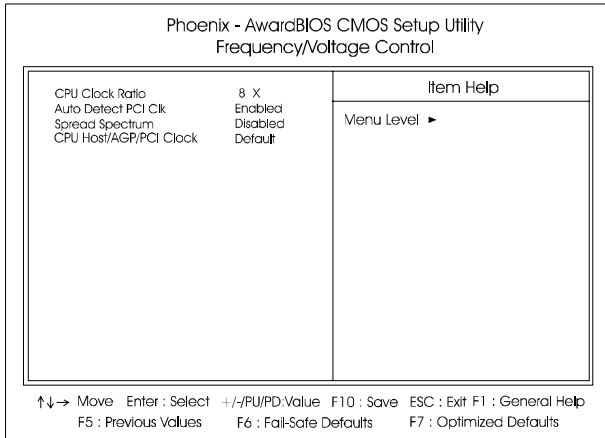 Phoenix - AwardBIOS CMOS Setup Utility
Frequency/Voltage Control
CPU Clock Ratio 8 X
Auto Detect PCI Clk Enabled
Spread Spectrum Disabled
CPU Host/AGP/PCI Clock Default
Item Help
Menu Level ►
↑↓→ Move Enter : Select +/-/PU/PD:Value F10 : Save ESC : Exit F1 : General Help
F5 : Previous Values F6 : Fail-Safe Defaults F7 : Optimized Defaults